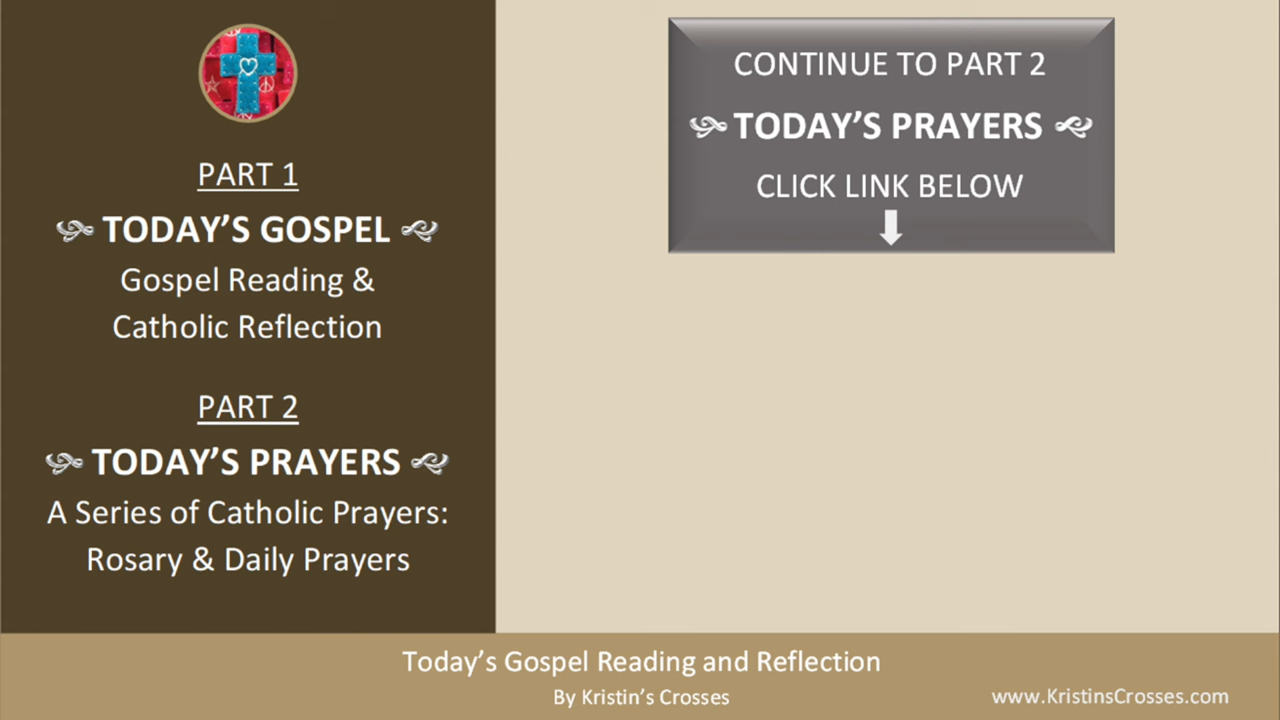 PART 1
TODAY’S GOSPEL
Gospel Reading &
Catholic Reflection
PART 2
TODAY’S PRAYERS
A Series of Catholic Prayers:
Rosary & Daily Prayers
CONTINUE TO PART 2
TODAY’S PRAYERS
CLICK LINK BELOW
Today’s Gospel Reading and Reflection
By Kristin’s Crosses
www.KristinsCrosses.com